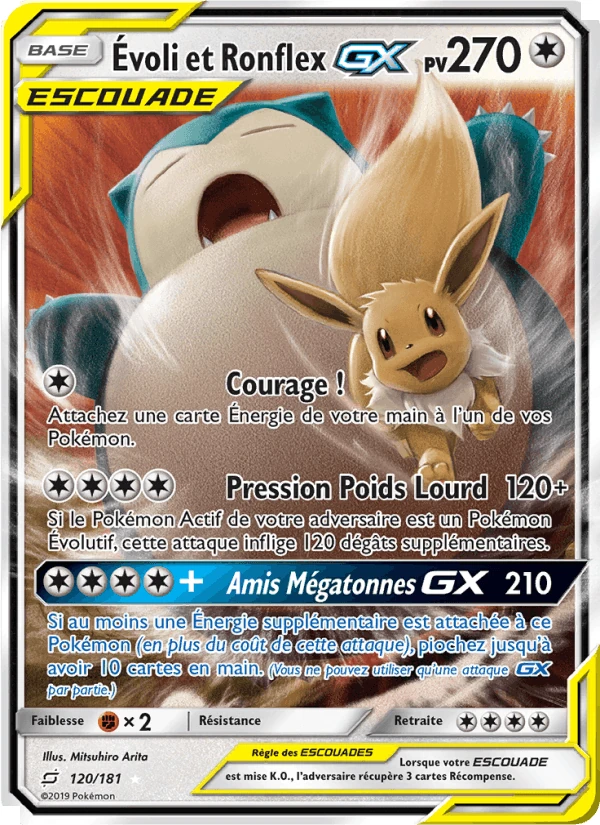 BASE Évoli et Ronflex GX PV270
ESCOUADE
Courage !
Attachez une carte Énergie de votre main à l'un de vos
Pokémon.
Pression Poids Lourd 120+
Si le Pokémon Actif de votre adversaire est un Pokémon
Évolutif, cette attaque inflige 120 dégâts supplémentaires.
+ Amis Mégatonnes GX 210
Si au moins une Énergie supplémentaire est attachée à ce
Pokémon (en plus du coût de cette attaque), piochez jusqu'à
avoir 10 cartes en main. (Vous ne pouvez utiliser qu'une attaque GX
par partie.)
Faiblesse ×2 Résistance Retraite
Illus. Mitsuhiro Arita
120/181
©2019 Pokémon
Règle des ESCOUADES
Lorsque votre ESCOUADE
est mise K.O., l'adversaire récupère 3 cartes Récompense.